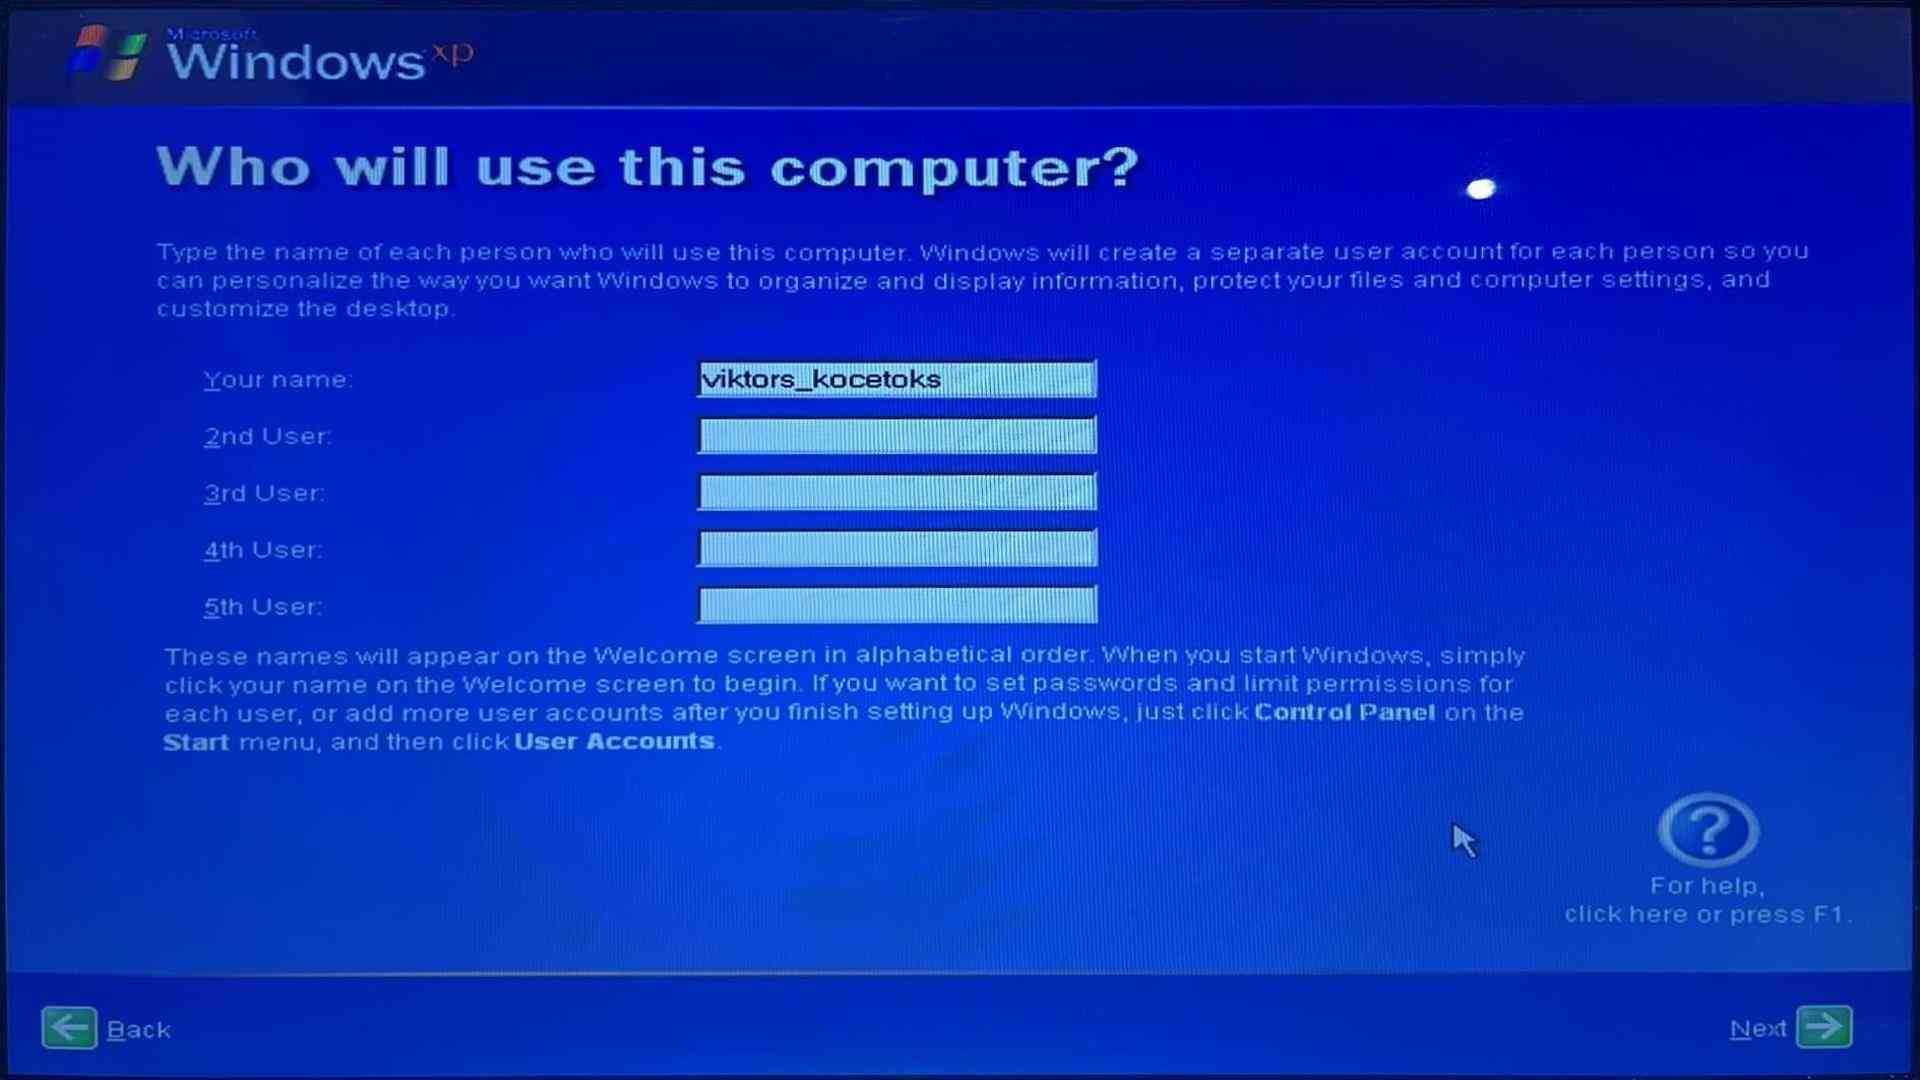 Microsoft
Windows xp
Who will use this computer?
Type the name of each person who will use this computer. Windows will create a separate user account for each person so you
can personalize the way you want Windows to organize and display information, protect your files and computer settings, and
customize the desktop.
Your name: viktors_kocetoks
2nd User:
3rd User:
4th User:
5th User:
These names will appear on the Welcome screen in alphabetical order. When you start Windows, simply
click your name on the Welcome screen to begin. If you want to set passwords and limit permissions for
each user, or add more user accounts after you finish setting up Windows, just click Control Panel on the
Start menu, and then click User Accounts.
For help,
click here or press F1.
Back
Next